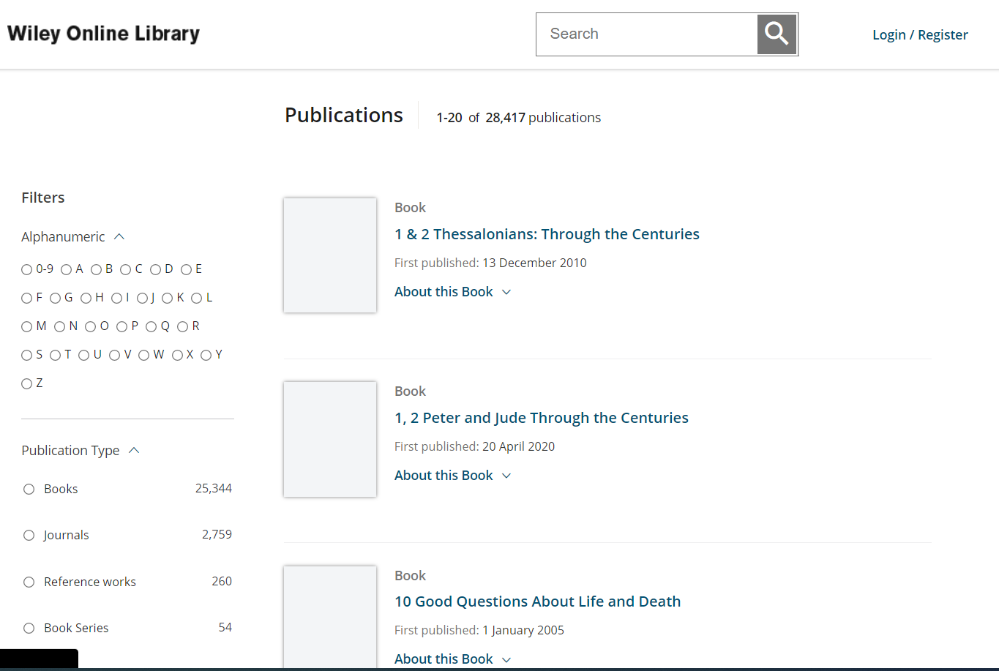 Wiley Online Library
Search
Login / Register
Publications
1-20 of 28,417 publications
Filters
Alphanumeric
0-9 A B C D E
F G H I J K L
M N O P Q R
S T U V W X Y
Z
Publication Type
Books 25,344
Journals 2,759
Reference works 260
Book Series 54
Book
1 & 2 Thessalonians: Through the Centuries
First published: 13 December 2010
About this Book
Book
1, 2 Peter and Jude Through the Centuries
First published: 20 April 2020
About this Book
Book
10 Good Questions About Life and Death
First published: 1 January 2005
About this Book